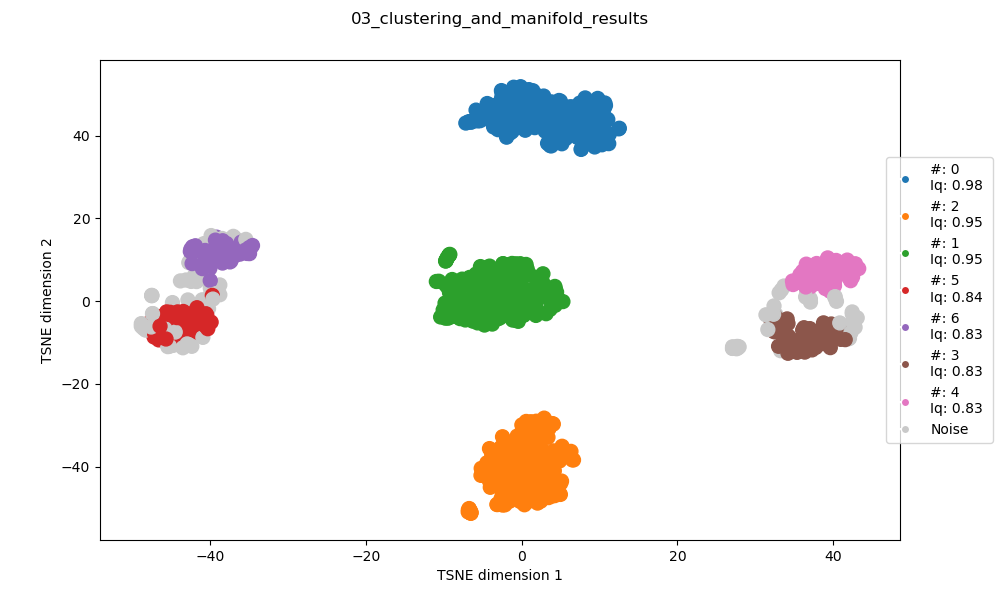 03_clustering_and_manifold_results
TSNE dimension 2
40
20
0
−20
−40
−40
−20
0
20
40
TSNE dimension 1
#: 0
Iq: 0.98
#: 2
Iq: 0.95
#: 1
Iq: 0.95
#: 5
Iq: 0.84
#: 6
Iq: 0.83
#: 3
Iq: 0.83
#: 4
Iq: 0.83
Noise